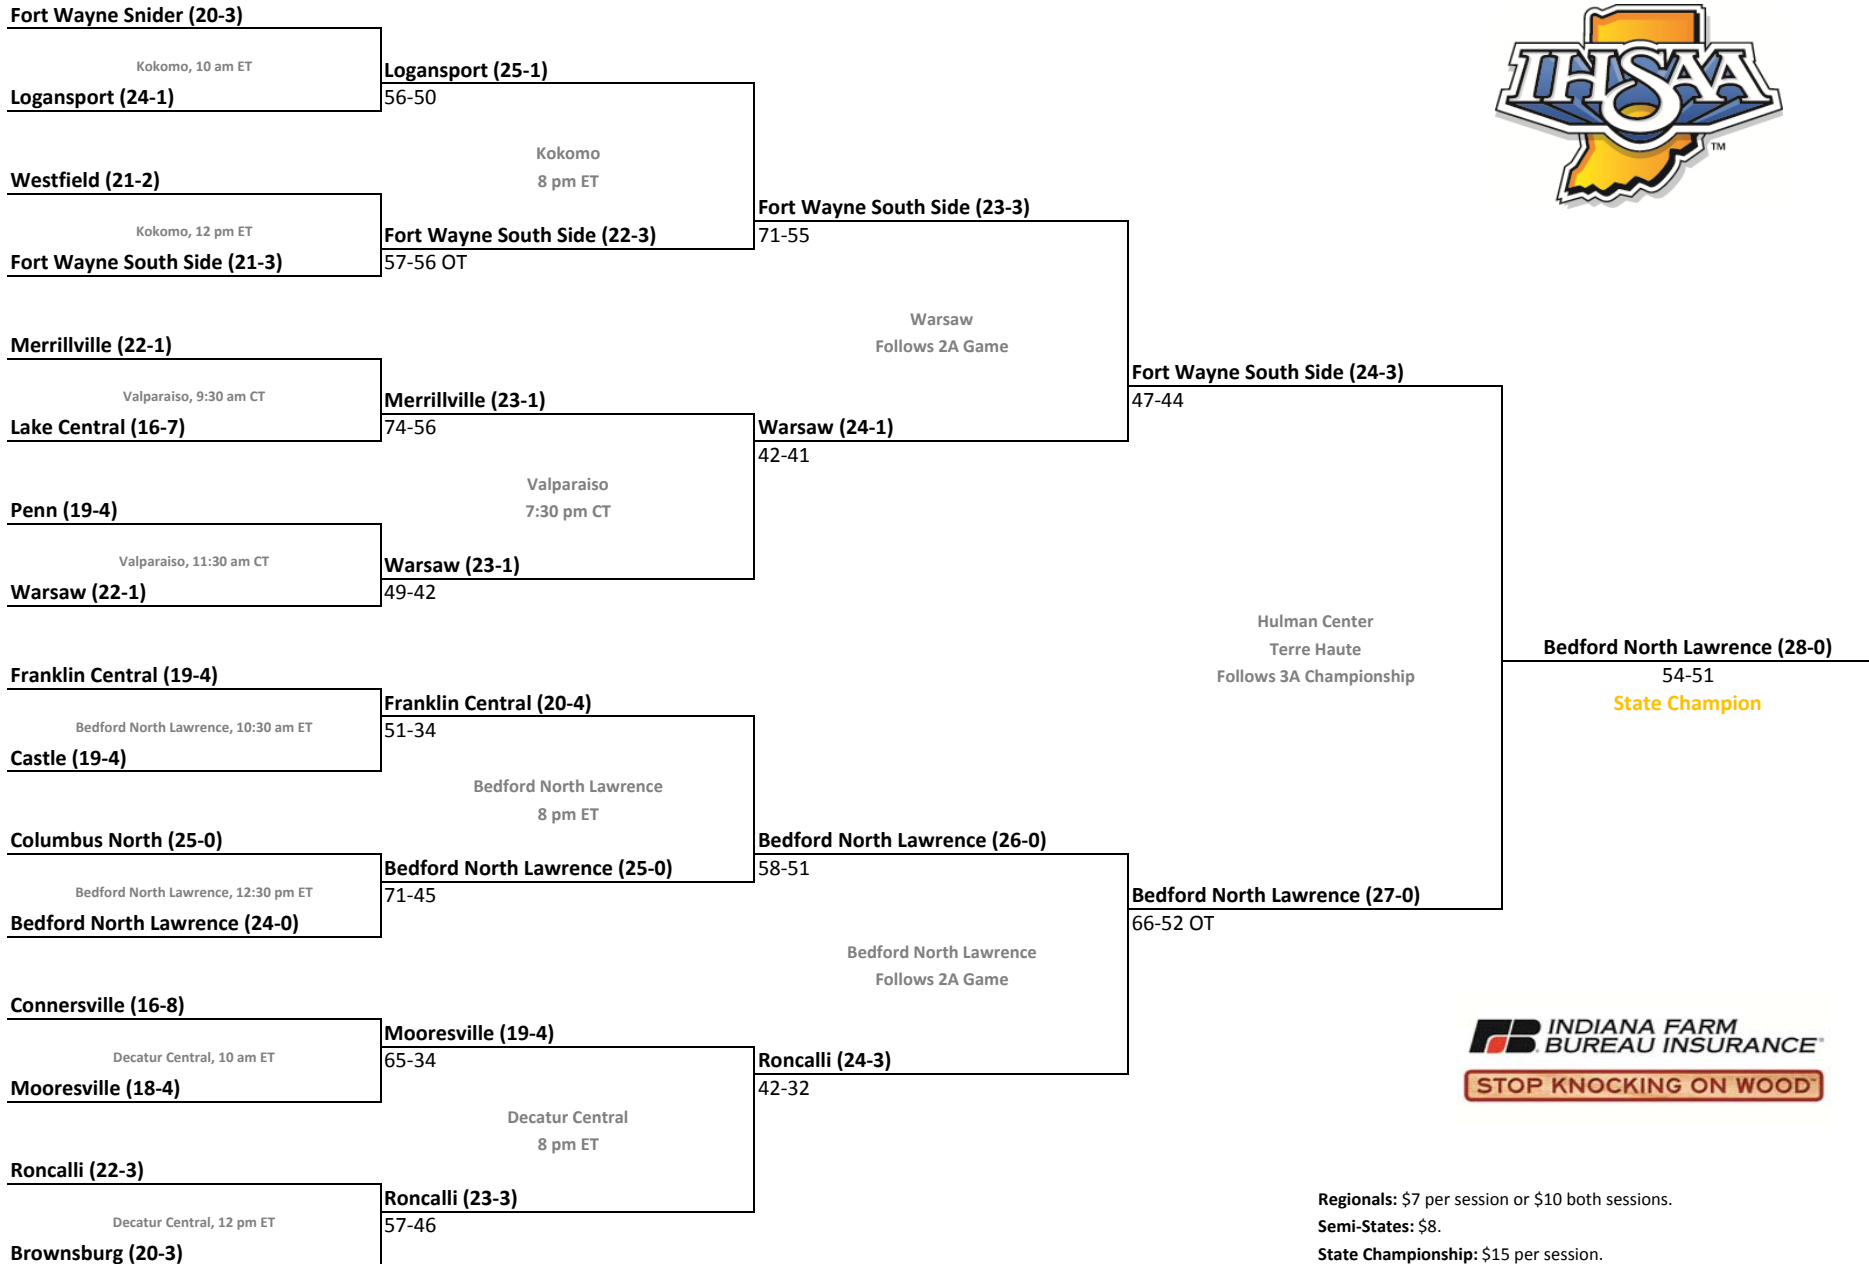 Fort Wayne Snider (20-3)
Kokomo, 10 am ET
Logansport (24-1)
Logansport (25-1)
56-50
Kokomo
8 pm ET
Westfield (21-2)
Kokomo, 12 pm ET
Fort Wayne South Side (21-3)
Fort Wayne South Side (22-3)
57-56 OT
Fort Wayne South Side (23-3)
71-55
Warsaw
Follows 2A Game
Merrillville (22-1)
Valparaiso, 9:30 am CT
Lake Central (16-7)
Merrillville (23-1)
74-56
Valparaiso
7:30 pm CT
Penn (19-4)
Valparaiso, 11:30 am CT
Warsaw (22-1)
Warsaw (23-1)
49-42
Warsaw (24-1)
42-41
Fort Wayne South Side (24-3)
47-44
Hulman Center
Terre Haute
Follows 3A Championship
Bedford North Lawrence (28-0)
54-51
State Champion
Franklin Central (19-4)
Bedford North Lawrence, 10:30 am ET
Castle (19-4)
Franklin Central (20-4)
51-34
Bedford North Lawrence
8 pm ET
Columbus North (25-0)
Bedford North Lawrence, 12:30 pm ET
Bedford North Lawrence (24-0)
Bedford North Lawrence (25-0)
71-45
Bedford North Lawrence (26-0)
58-51
Bedford North Lawrence
Follows 2A Game
Bedford North Lawrence (27-0)
66-52 OT
Connersville (16-8)
Decatur Central, 10 am ET
Mooresville (18-4)
Mooresville (19-4)
65-34
Decatur Central
8 pm ET
Roncalli (22-3)
Decatur Central, 12 pm ET
Brownsburg (20-3)
Roncalli (23-3)
57-46
Roncalli (24-3)
42-32
IHSAA
TM
INDIANA FARM
BUREAU INSURANCE
STOP KNOCKING ON WOOD
Regionals: $7 per session or $10 both sessions.
Semi-States: $8.
State Championship: $15 per session.